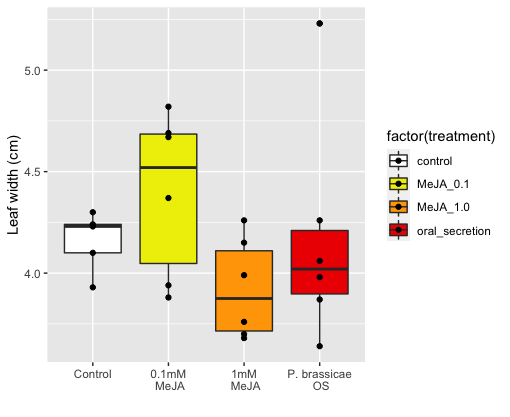 5.0
4.5
4.0
Leaf width (cm)
Control
0.1mM
MeJA
1mM
MeJA
P. brassicae
OS
factor(treatment)
control
MeJA_0.1
MeJA_1.0
oral_secretion